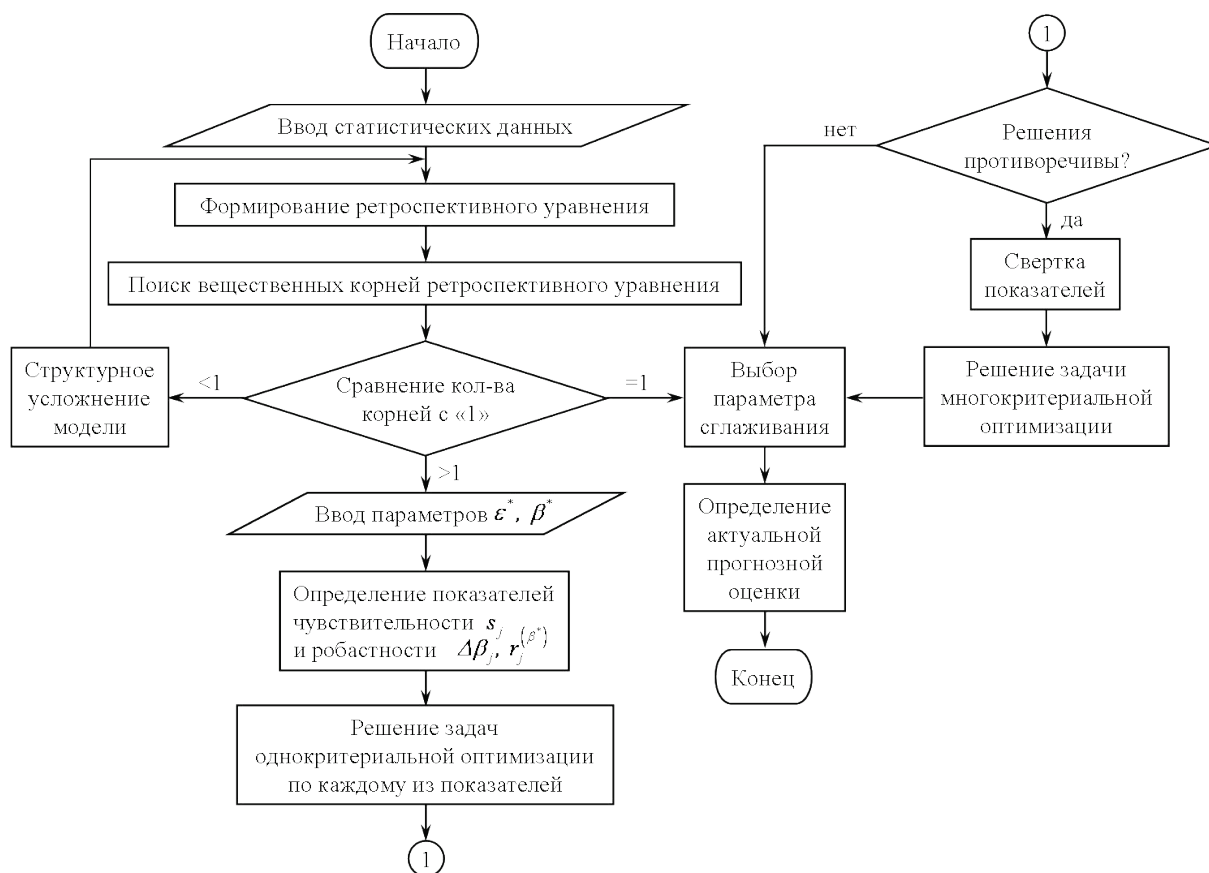 Начало
Ввод статистических данных
Формирование ретроспективного уравнения
Поиск вещественных корней ретроспективного уравнения
Структурное
усложнение
модели
<1
Сравнение кол-ва
корней с «1»
=1
>1
Ввод параметров ε*, β*
Определение показателей
чувствительности s_j
и робастности Δβ_j, r_j^(β*)
Решение задач
однокритериальной оптимизации
по каждому из показателей
1
1
Решения
противоречивы?
нет
да
Свертка
показателей
Решение задачи
многокритериальной
оптимизации
Выбор
параметра
сглаживания
Определение
актуальной
прогнозной
оценки
Конец